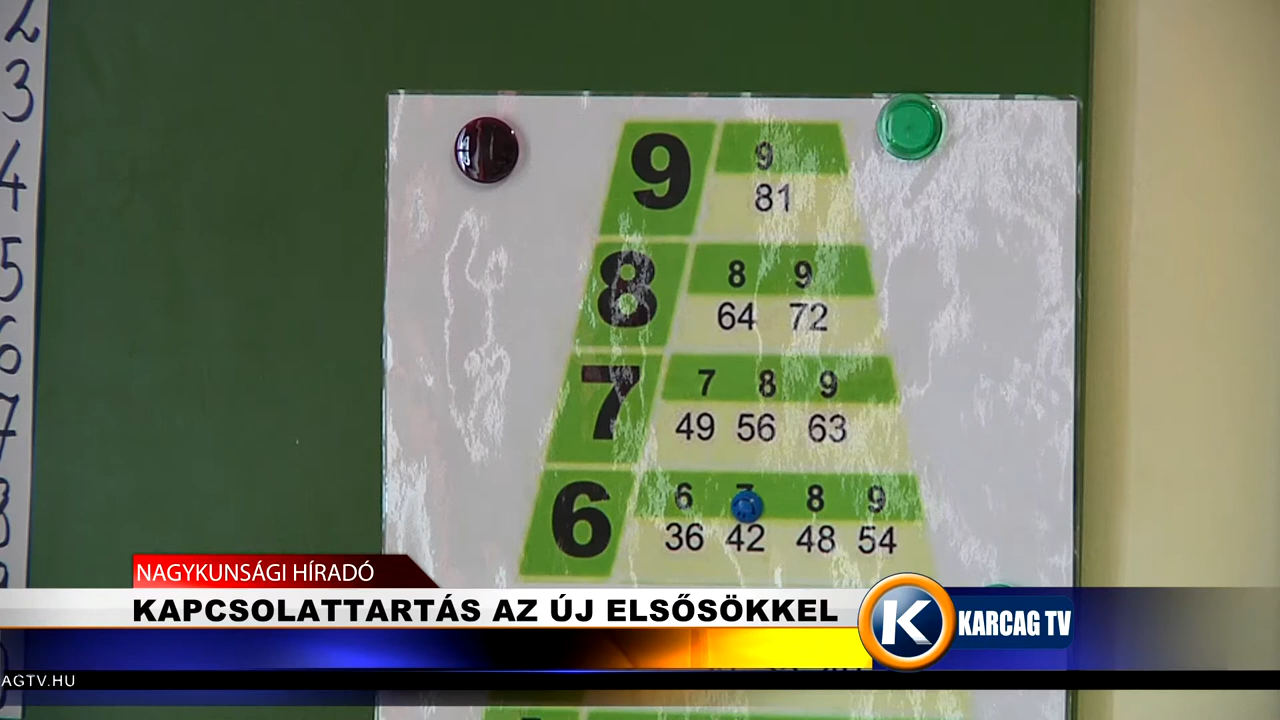 2
3
4
5
6
7
8
9
9
81
8
8 9
64 72
7
7 8 9
49 56 63
6
6 7 8 9
36 42 48 54
NAGYKUNSÁGI HÍRADÓ
KAPCSOLATTARTÁS AZ ÚJ ELSŐSÖKKEL
K KARCAG TV
AGTV.HU